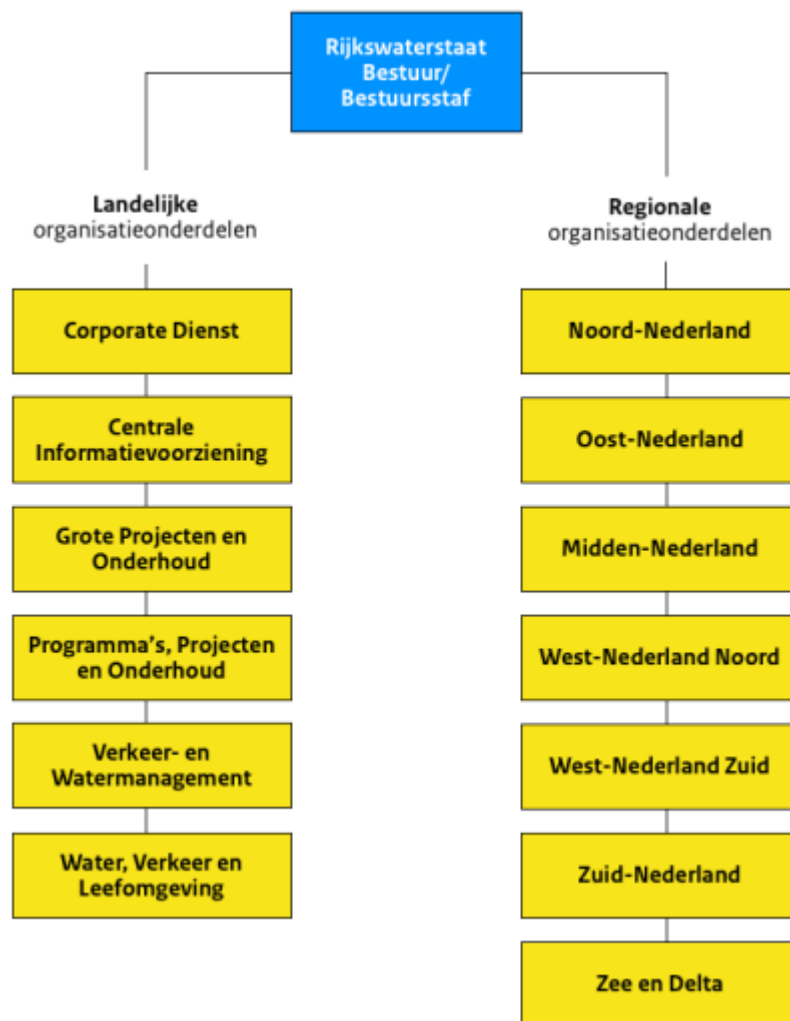 Rijkswaterstaat
Bestuur/
Bestuursstaf
Landelijke
organisatieonderdelen
Corporate Dienst
Centrale
Informatievoorziening
Grote Projecten en
Onderhoud
Programma's, Projecten
en Onderhoud
Verkeer- en
Watermanagement
Water, Verkeer en
Leefomgeving
Regionale
organisatieonderdelen
Noord-Nederland
Oost-Nederland
Midden-Nederland
West-Nederland Noord
West-Nederland Zuid
Zuid-Nederland
Zee en Delta